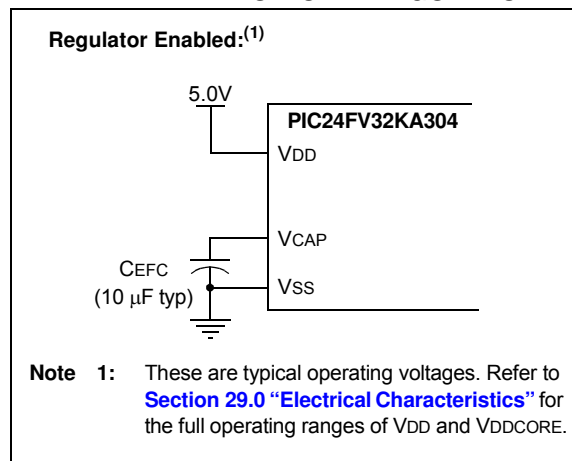 Regulator Enabled:(1)
5.0V
PIC24FV32KA304
VDD
VCAP
CEFC
(10 μF typ)
VSS
Note 1: These are typical operating voltages. Refer to
Section 29.0 “Electrical Characteristics” for
the full operating ranges of VDD and VDDCORE.